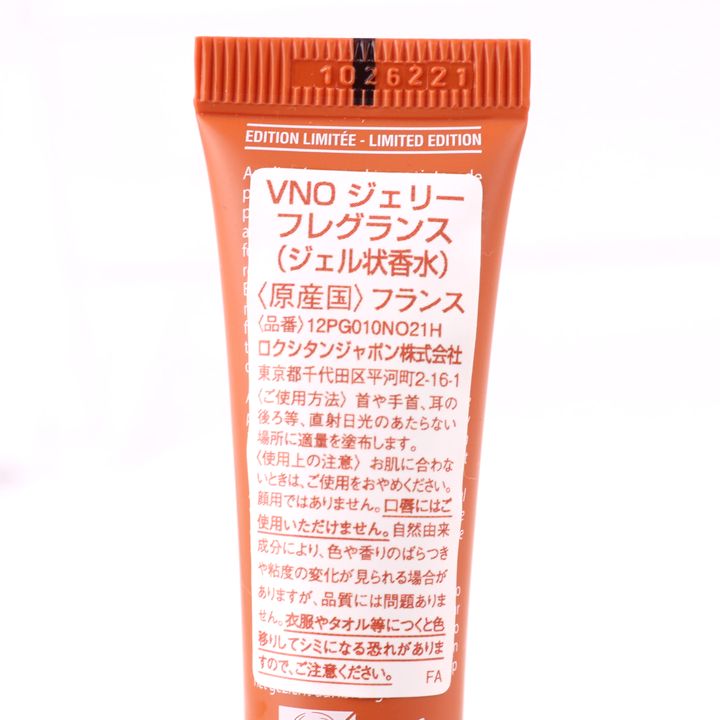 1026221
EDITION LIMITÉE - LIMITED EDITION
VNO ジェリー
フレグランス
(ジェル状香水)
〈原産国〉フランス
〈品番〉12PG010NO21H
ロクシタンジャポン株式会社
東京都千代田区平河町2-16-1
〈ご使用方法〉首や手首、耳の
後ろ等、直射日光のあたらない
場所に適量を塗布します。
〈使用上の注意〉お肌に合わな
いときは、ご使用をおやめください。
顔用ではありません。口唇にはご
使用いただけません。自然由来
成分により、色や香りのばらつき
や粘度の変化が見られる場合が
ありますが、品質には問題ありま
せん。衣服やタオル等につくと色
移りしてシミになる恐れがありま
すので、ご注意ください。
FA